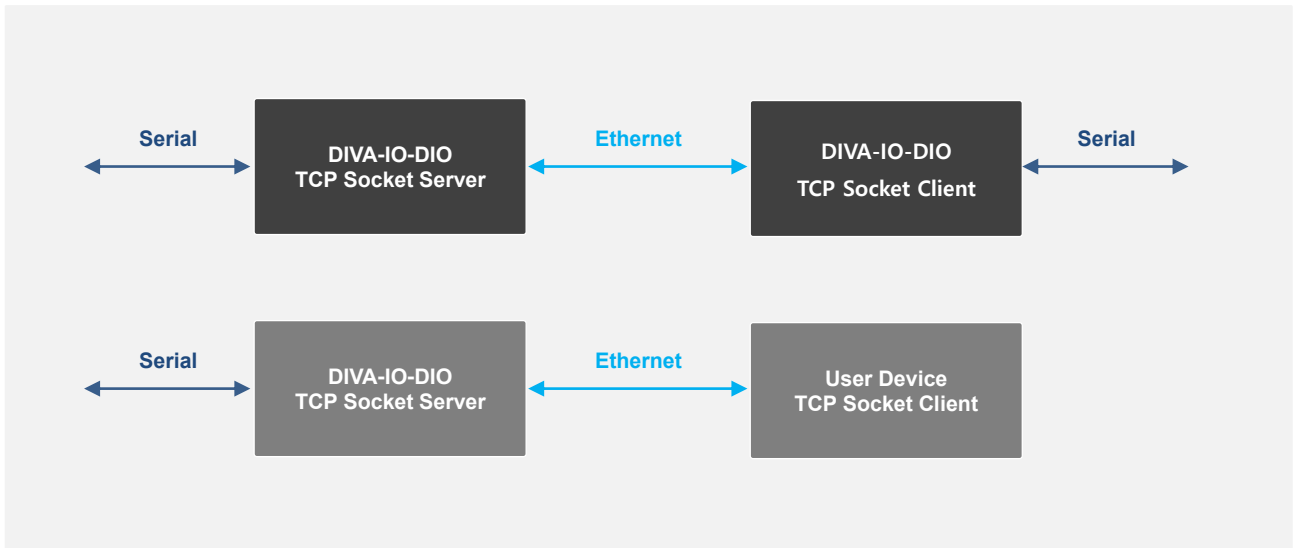 Serial
DIVA-IO-DIO
TCP Socket Server
Ethernet
DIVA-IO-DIO
TCP Socket Client
Serial
Serial
DIVA-IO-DIO
TCP Socket Server
Ethernet
User Device
TCP Socket Client